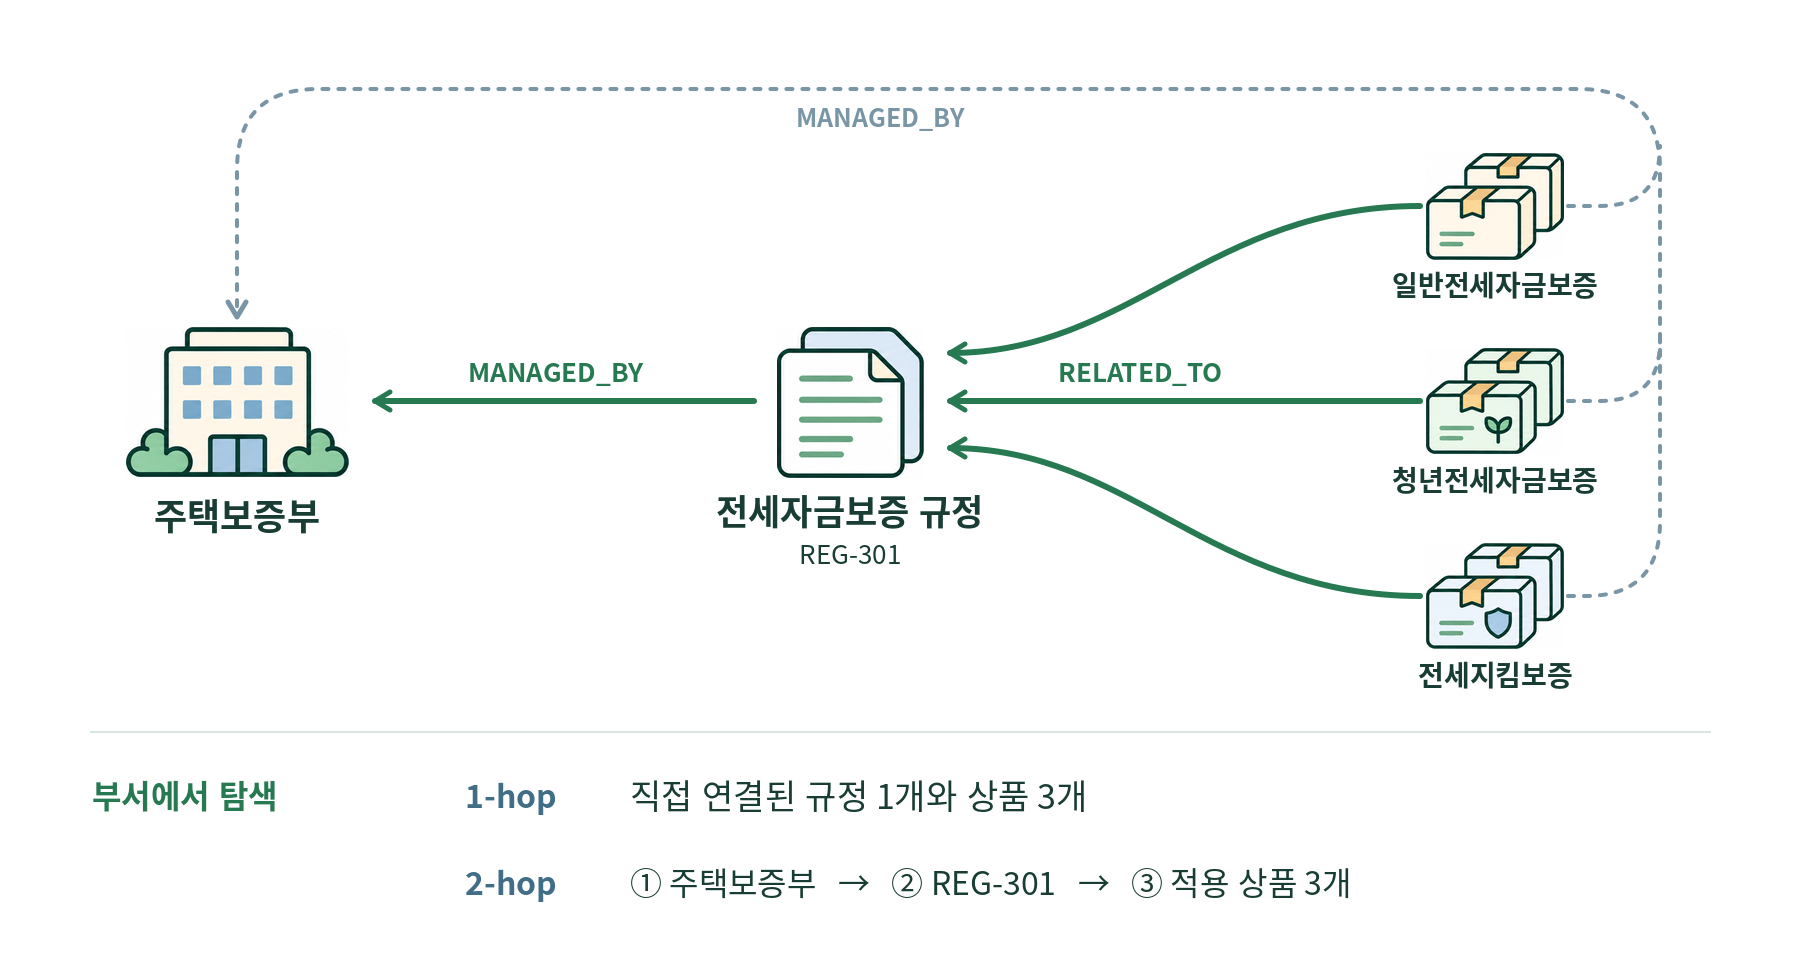 MANAGED_BY
일반전세자금보증
MANAGED_BY
RELATED_TO
청년전세자금보증
주택보증부
전세자금보증 규정
REG-301
전세지킴보증
부서에서 탐색
1-hop
직접 연결된 규정 1개와 상품 3개
2-hop
① 주택보증부 → ② REG-301 → ③ 적용 상품 3개